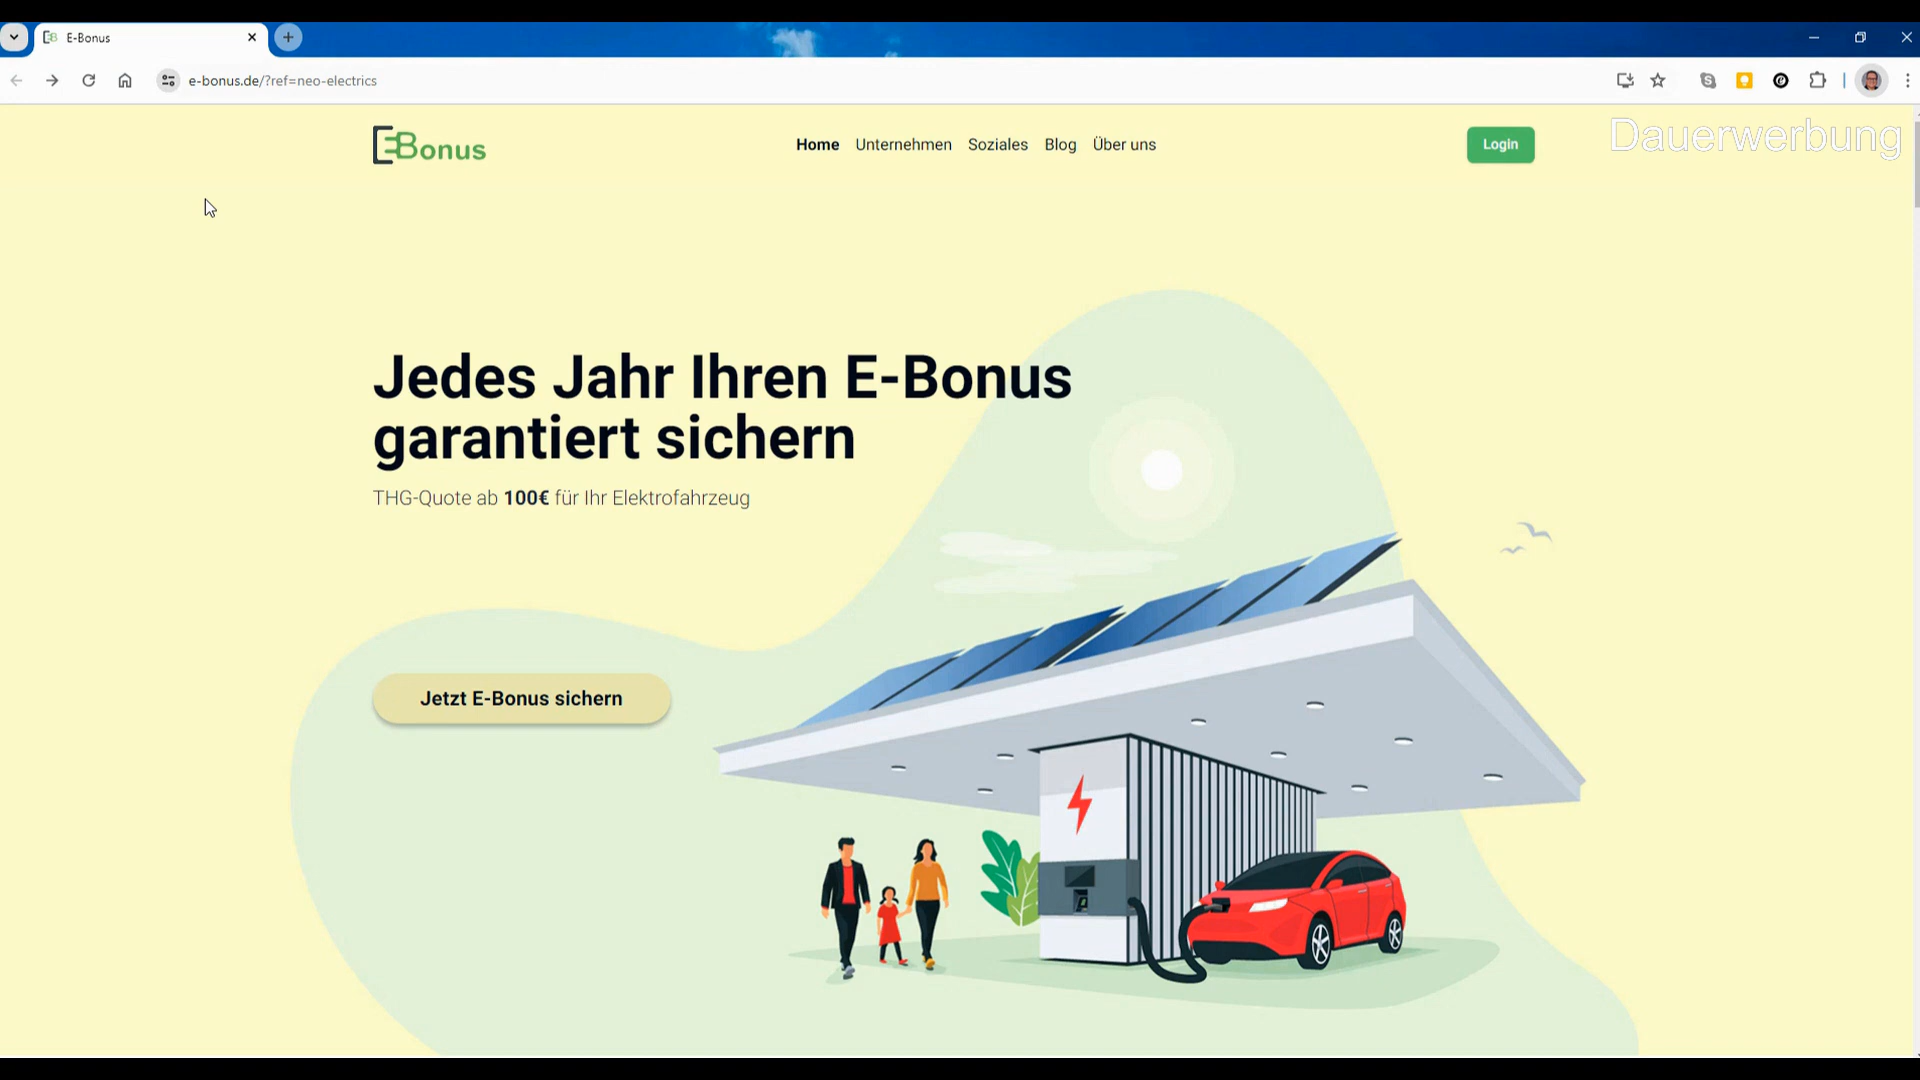 E-Bonus
e-bonus.de/?ref=neo-electrics
EBonus
Home Unternehmen Soziales Blog Über uns
Login
Dauerwerbung
Jedes Jahr Ihren E-Bonus
garantiert sichern
THG-Quote ab 100€ für Ihr Elektrofahrzeug
Jetzt E-Bonus sichern